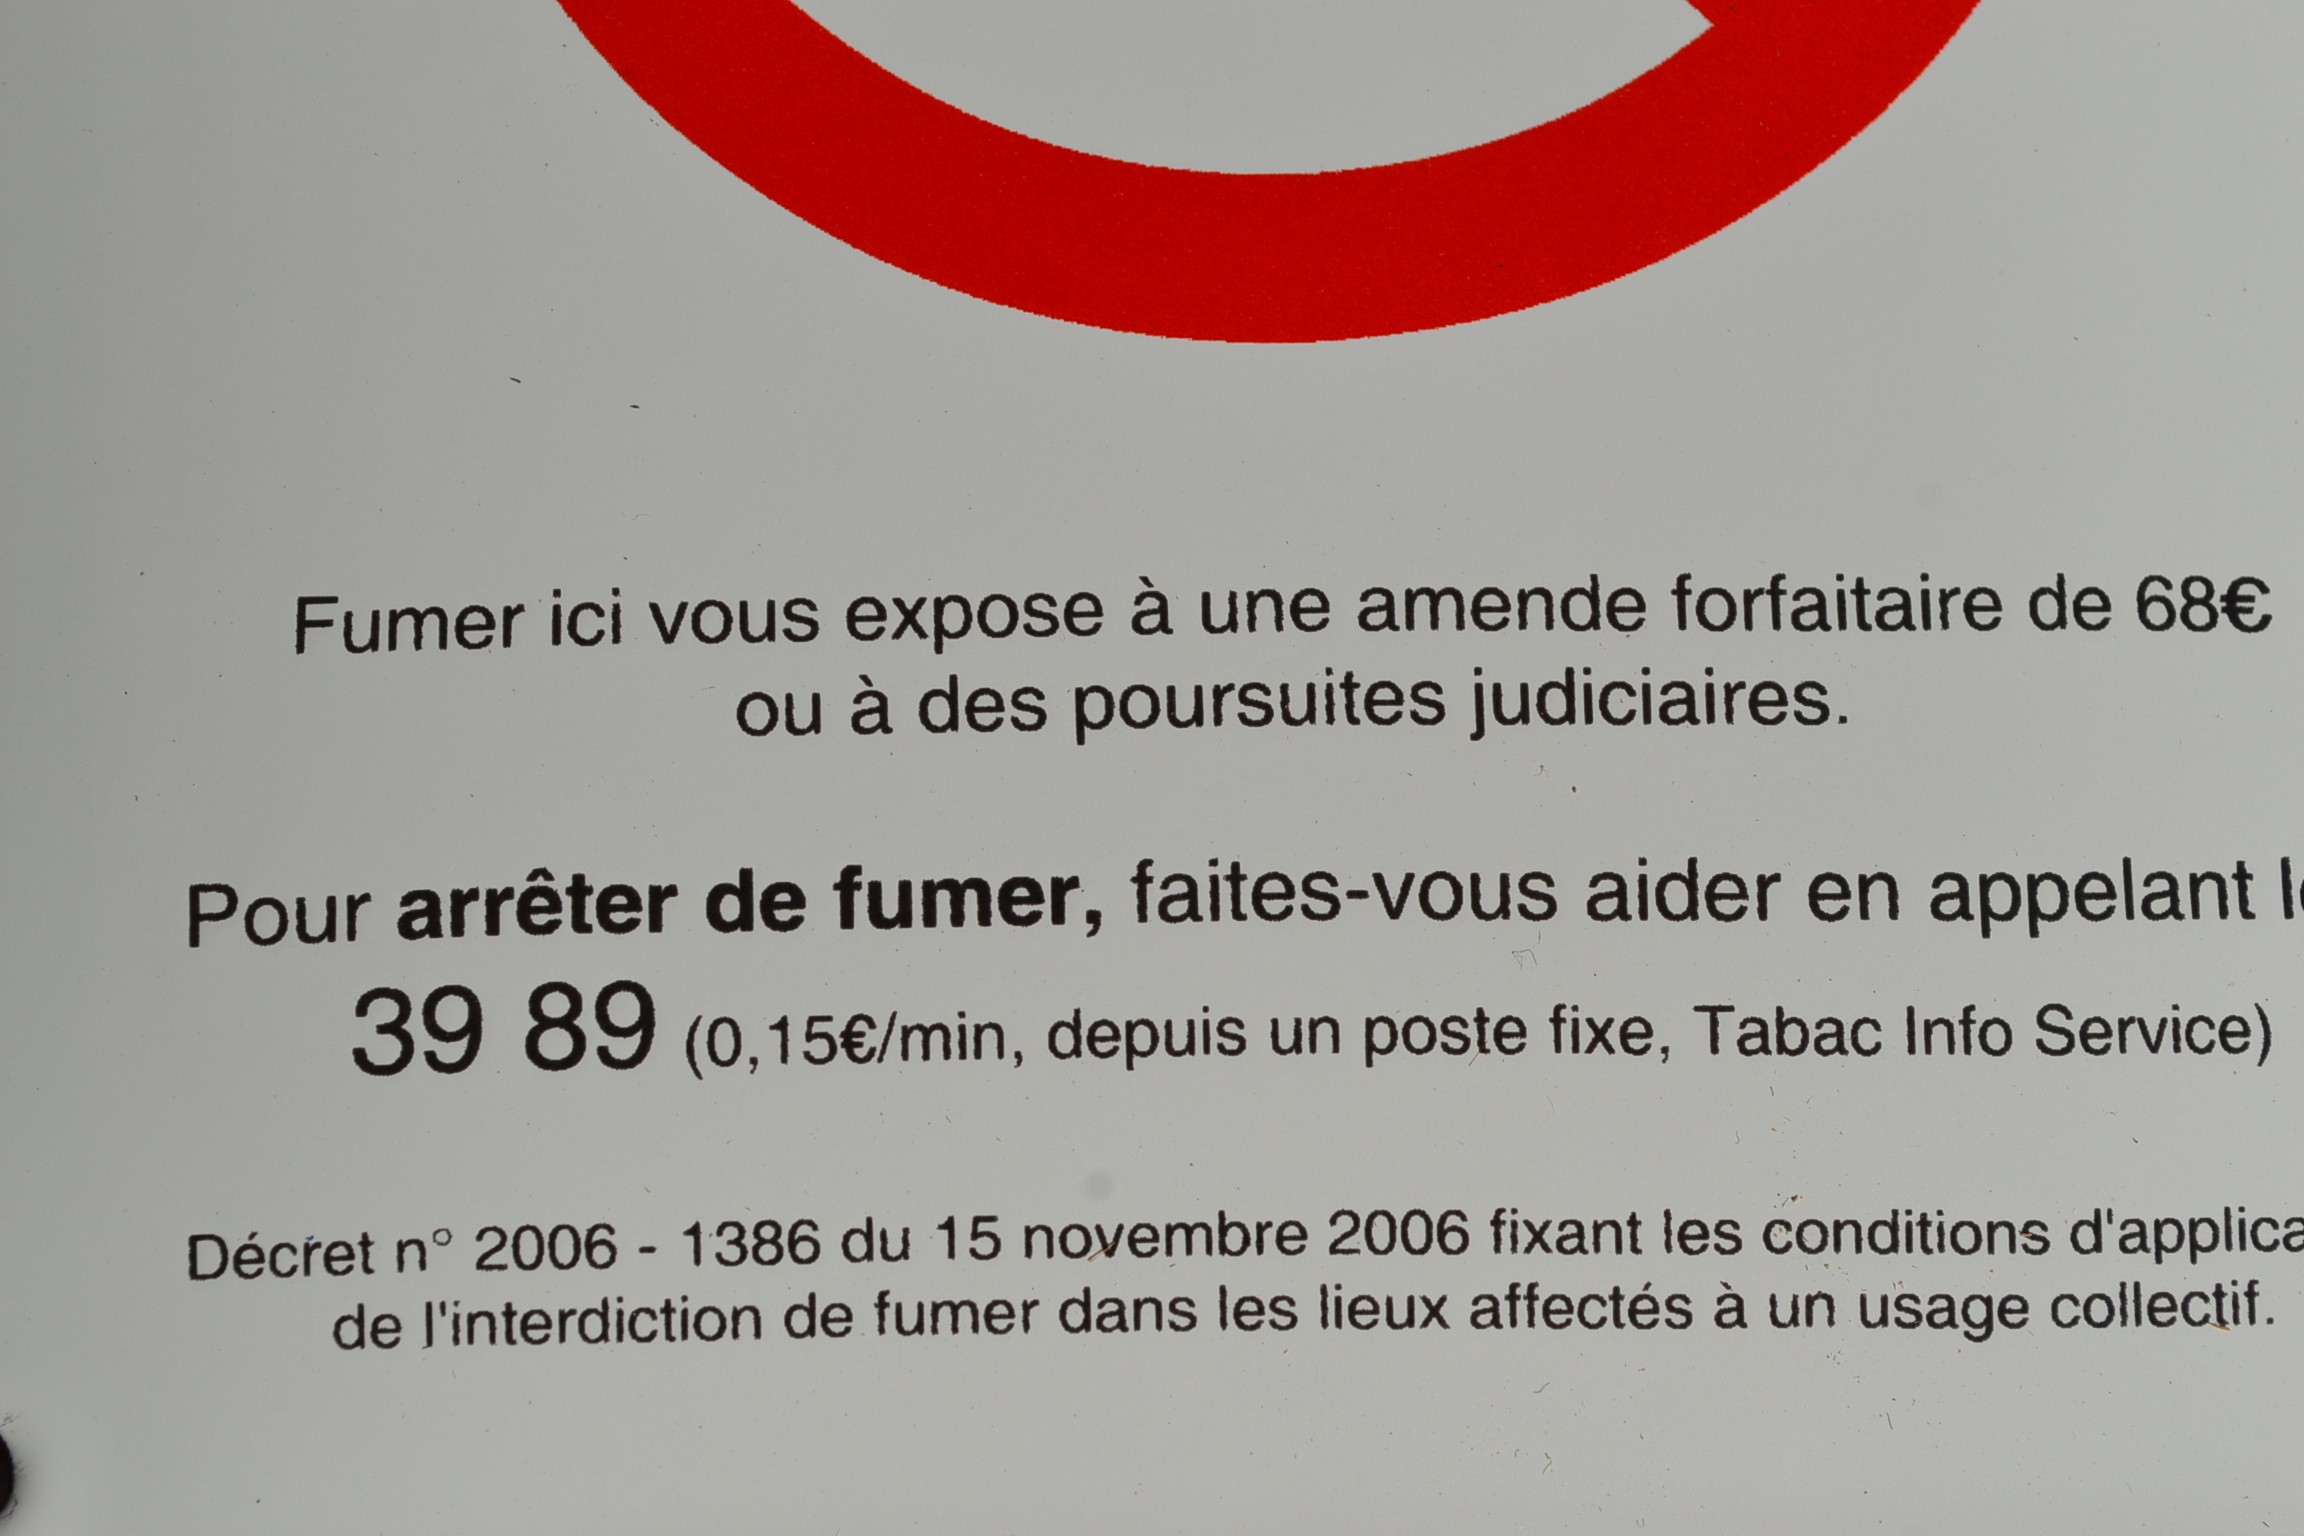 Fumer ici vous expose à une amende forfaitaire de 68€
ou à des poursuites judiciaires.
Pour arrêter de fumer, faites-vous aider en appelant
39 89 (0,15€/min, depuis un poste fixe, Tabac Info Service)
Décret n° 2006 - 1386 du 15 novembre 2006 fixant les conditions
de l'interdiction de fumer dans les lieux affectés à un usage collectif.